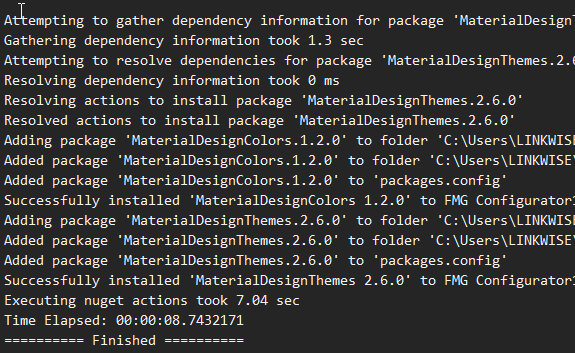 Attempting to gather dependency information for package 'MaterialDesignT
Gathering dependency information took 1.3 sec
Attempting to resolve dependencies for package 'MaterialDesignThemes.2.6
Resolving dependency information took 0 ms
Resolving actions to install package 'MaterialDesignThemes.2.6.0'
Resolved actions to install package 'MaterialDesignThemes.2.6.0'
Adding package 'MaterialDesignColors.1.2.0' to folder 'C:\Users\LINKWISE
Added package 'MaterialDesignColors.1.2.0' to folder 'C:\Users\LINKWISE\
Added package 'MaterialDesignColors.1.2.0' to 'packages.config'
Successfully installed 'MaterialDesignColors 1.2.0' to FMG Configurator1
Adding package 'MaterialDesignThemes.2.6.0' to folder 'C:\Users\LINKWISE
Added package 'MaterialDesignThemes.2.6.0' to folder 'C:\Users\LINKWISE\
Added package 'MaterialDesignThemes.2.6.0' to 'packages.config'
Successfully installed 'MaterialDesignThemes 2.6.0' to FMG Configurator1
Executing nuget actions took 7.04 sec
Time Elapsed: 00:00:08.7432171
========== Finished ==========